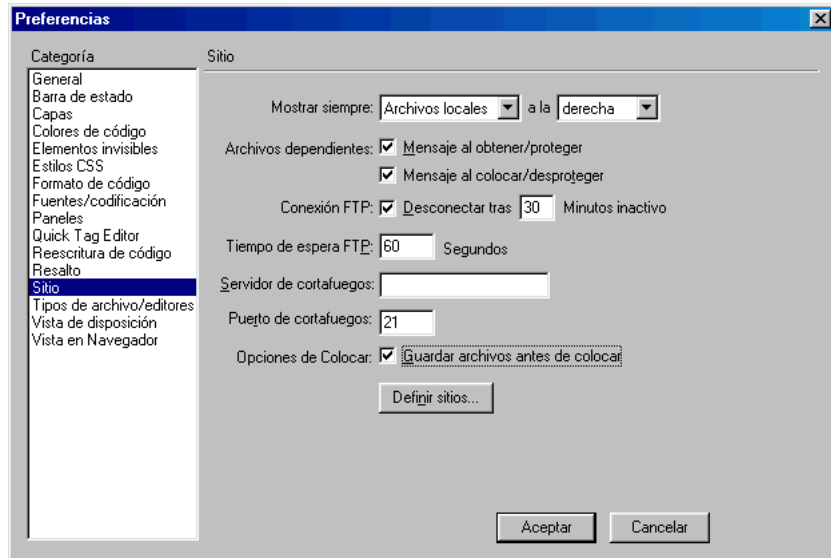 Preferencias
Categoría
General
Barra de estado
Capas
Colores de código
Elementos invisibles
Estilos CSS
Formato de código
Fuentes/codificación
Paneles
Quick Tag Editor
Reescritura de código
Resalto
Sitio
Tipos de archivo/editores
Vista de disposición
Vista en Navegador
Sitio
Mostrar siempre: Archivos locales a la derecha
Archivos dependientes: Mensaje al obtener/proteger
Mensaje al colocar/desproteger
Conexión FTP: Desconectar tras 30 Minutos inactivo
Tiempo de espera FTP: 60 Segundos
Servidor de cortafuegos:
Puerto de cortafuegos: 21
Opciones de Colocar: Guardar archivos antes de colocar
Definir sitios...
Aceptar Cancelar